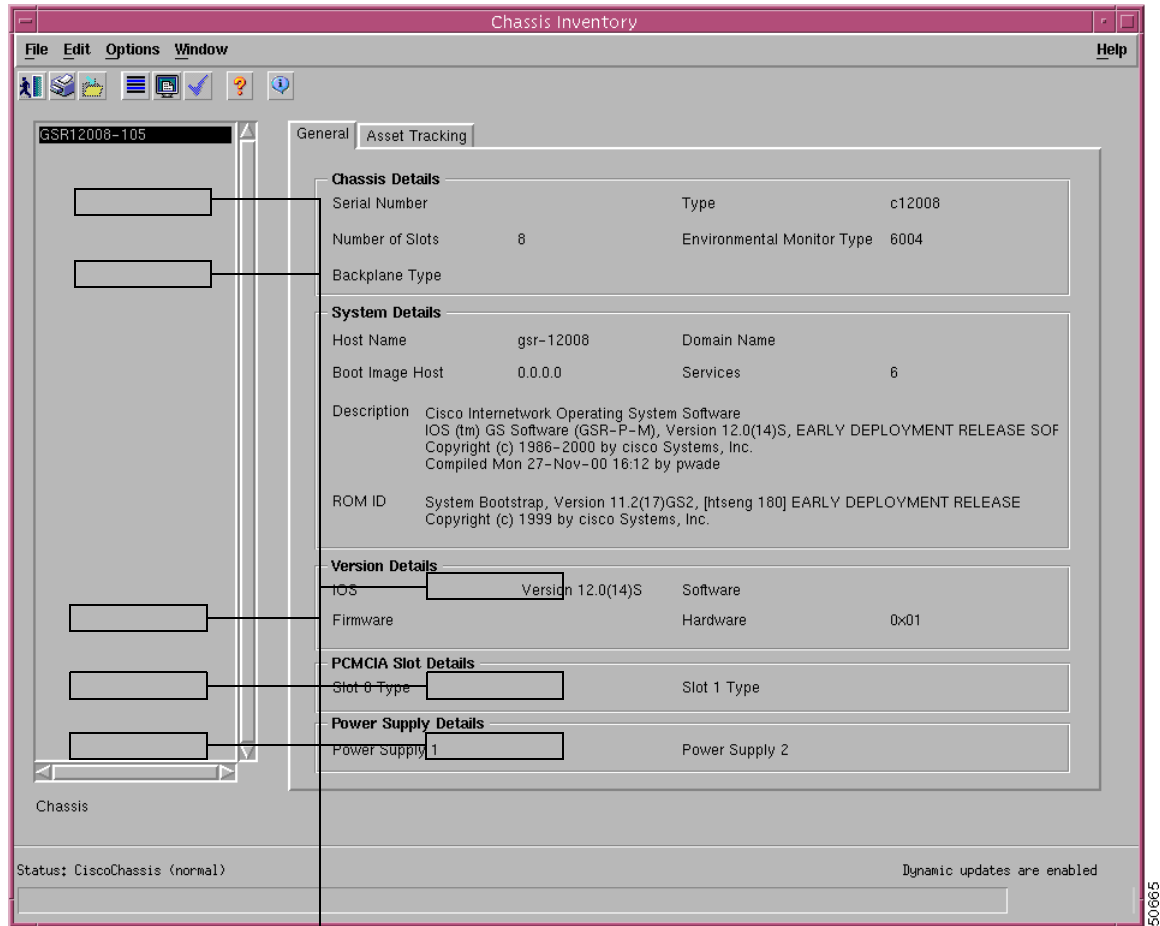 Chassis Inventory
File Edit Options Window Help
GSR12008-105
General Asset Tracking
Chassis Details
Serial Number Type c12008
Number of Slots 8 Environmental Monitor Type 6004
Backplane Type
System Details
Host Name gsr-12008 Domain Name
Boot Image Host 0.0.0.0 Services 6
Description Cisco Internetwork Operating System Software
IOS (tm) GS Software (GSR-P-M), Version 12.0(14)S, EARLY DEPLOYMENT RELEASE SOF
Copyright (c) 1986-2000 by cisco Systems, Inc.
Compiled Mon 27-Nov-00 16:12 by pwade
ROM ID System Bootstrap, Version 11.2(17)GS2, [htseng 180] EARLY DEPLOYMENT RELEASE
Copyright (c) 1999 by cisco Systems, Inc.
Version Details
IOS Version 12.0(14)S Software
Firmware Hardware 0x01
PCMCIA Slot Details
Slot 0 Type Slot 1 Type
Power Supply Details
Power Supply 1 Power Supply 2
Chassis
Status: CiscoChassis (normal) Dynamic updates are enabled
50665